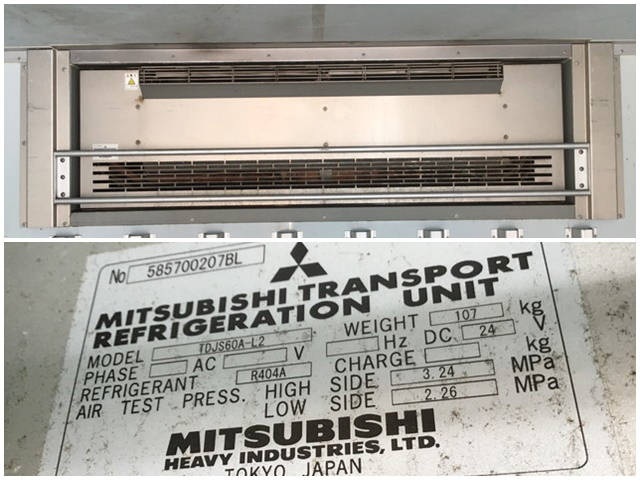 No 585700207BL
MITSUBISHI TRANSPORT
REFRIGERATION UNIT
MODEL TDJS60A-L2 WEIGHT 107 kg
PHASE AC V Hz DC 24 V
REFRIGERANT R404A CHARGE kg
AIR TEST PRESS. HIGH SIDE 3.24 MPa
LOW SIDE 2.26 MPa
MITSUBISHI
HEAVY INDUSTRIES, LTD.
TOKYO, JAPAN